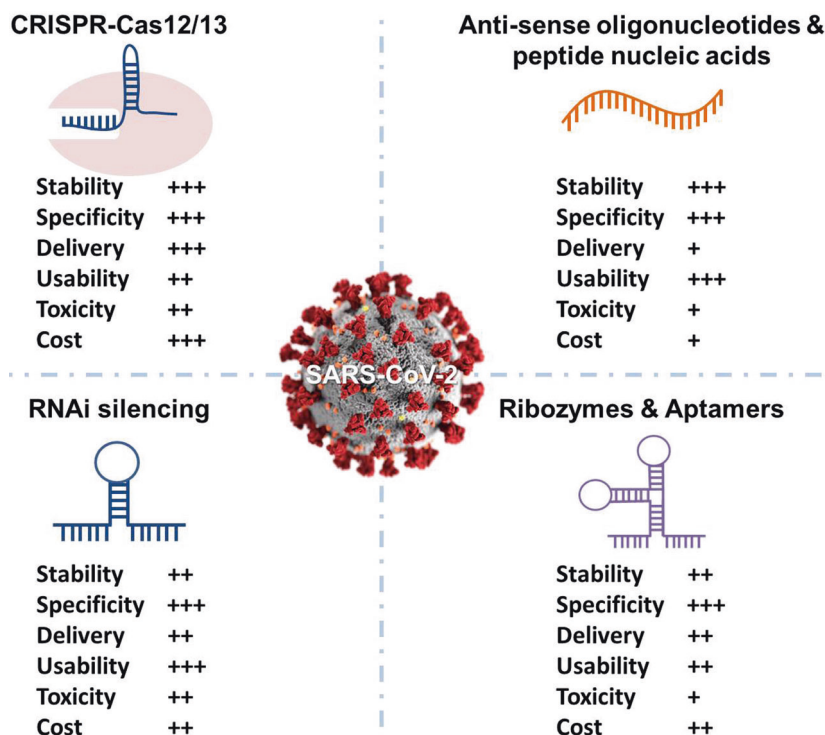 CRISPR-Cas12/13
Stability +++
Specificity +++
Delivery +++
Usability ++
Toxicity ++
Cost +++
Anti-sense oligonucleotides &
peptide nucleic acids
Stability +++
Specificity +++
Delivery +
Usability +++
Toxicity +
Cost +
SARS-CoV-2
RNAi silencing
Stability ++
Specificity +++
Delivery ++
Usability +++
Toxicity ++
Cost ++
Ribozymes & Aptamers
Stability ++
Specificity +++
Delivery ++
Usability ++
Toxicity +
Cost ++